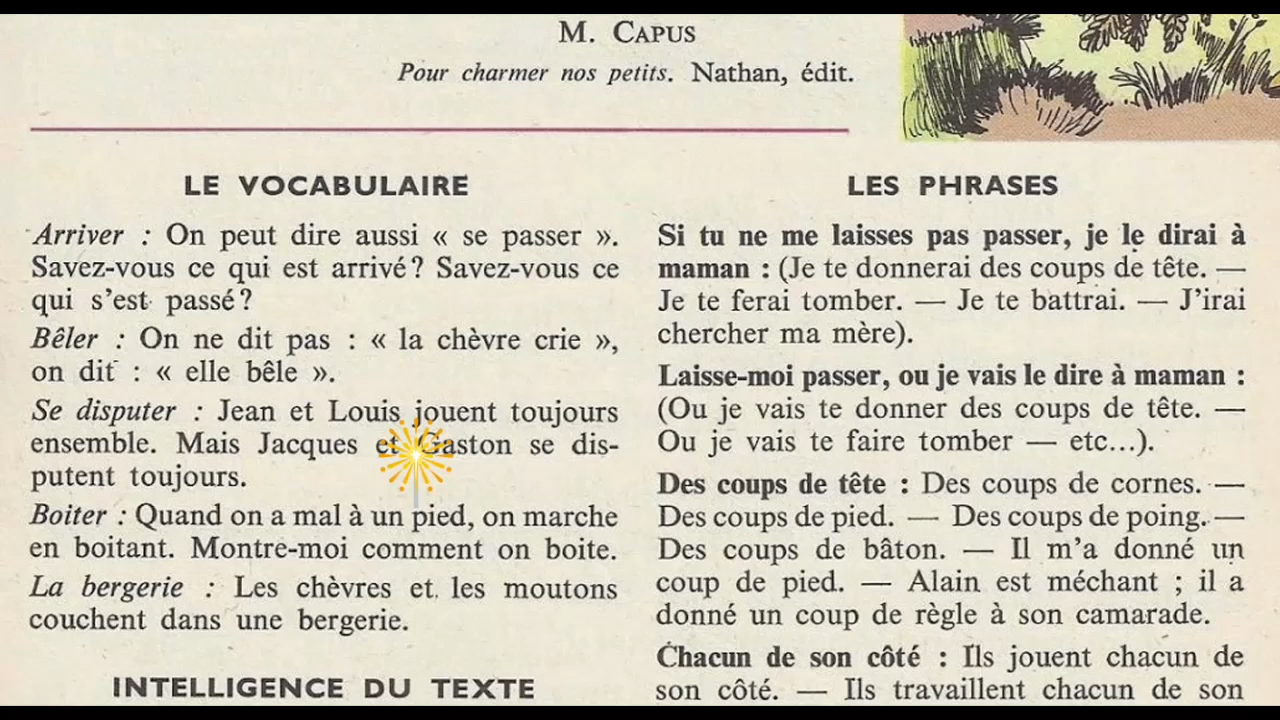 M. CAPUS
Pour charmer nos petits. Nathan, édit.
LE VOCABULAIRE
Arriver : On peut dire aussi « se passer ».
Savez-vous ce qui est arrivé ? Savez-vous ce
qui s'est passé ?
Bêler : On ne dit pas : « la chèvre crie »,
on dit : « elle bêle ».
Se disputer : Jean et Louis jouent toujours
ensemble. Mais Jacques et Gaston se dis-
putent toujours.
Boiter : Quand on a mal à un pied, on marche
en boitant. Montre-moi comment on boite.
La bergerie : Les chèvres et les moutons
couchent dans une bergerie.
INTELLIGENCE DU TEXTE
LES PHRASES
Si tu ne me laisses pas passer, je le dirai à
maman : (Je te donnerai des coups de tête. —
Je te ferai tomber. — Je te battrai. — J'irai
chercher ma mère).
Laisse-moi passer, ou je vais le dire à maman :
(Ou je vais te donner des coups de tête. —
Ou je vais te faire tomber — etc...).
Des coups de tête : Des coups de cornes. —
Des coups de pied. — Des coups de poing. —
Des coups de bâton. — Il m'a donné un
coup de pied. — Alain est méchant ; il a
donné un coup de règle à son camarade.
Chacun de son côté : Ils jouent chacun de
son côté. — Ils travaillent chacun de son